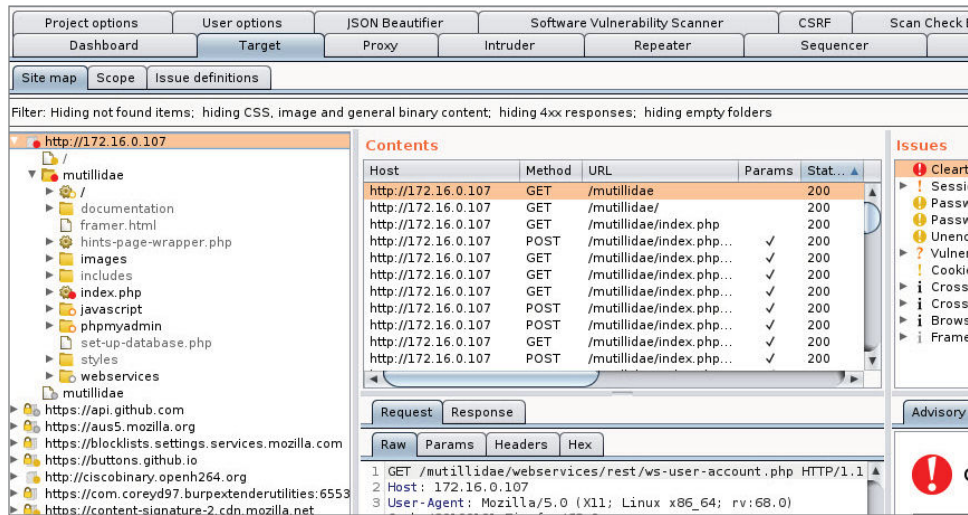 Project options User options JSON Beautifier Software Vulnerability Scanner CSRF Scan Check
Dashboard Target Proxy Intruder Repeater Sequencer
Site map Scope Issue definitions
Filter: Hiding not found items; hiding CSS, image and general binary content; hiding 4xx responses; hiding empty folders
http://172.16.0.107
/
mutillidae
/
documentation
framer.html
hints-page-wrapper.php
images
includes
index.php
javascript
phpmyadmin
set-up-database.php
styles
webservices
mutillidae
https://api.github.com
https://aus5.mozilla.org
https://blocklists.settings.services.mozilla.com
https://buttons.github.io
http://ciscobinary.openh264.org
https://com.coreyd97.burpextenderutilities:6553
https://content-signature-2.cdn.mozilla.net
Contents
Host Method URL Params Stat...
http://172.16.0.107 GET /mutillidae 200
http://172.16.0.107 GET /mutillidae/ 200
http://172.16.0.107 GET /mutillidae/index.php 200
http://172.16.0.107 POST /mutillidae/index.php... ✓ 200
http://172.16.0.107 GET /mutillidae/index.php... ✓ 200
http://172.16.0.107 GET /mutillidae/index.php... ✓ 200
http://172.16.0.107 GET /mutillidae/index.php... ✓ 200
http://172.16.0.107 POST /mutillidae/index.php... ✓ 200
http://172.16.0.107 POST /mutillidae/index.php... ✓ 200
http://172.16.0.107 GET /mutillidae/index.php... ✓ 200
http://172.16.0.107 POST /mutillidae/index.php... ✓ 200
Request Response
Raw Params Headers Hex
1 GET /mutillidae/webservices/rest/ws-user-account.php HTTP/1.1
2 Host: 172.16.0.107
3 User-Agent: Mozilla/5.0 (X11; Linux x86_64; rv:68.0)
Issues
Cleart
Sessi
Passw
Passw
Unenc
Vulner
Cookie
Cross
Cross
Brows
Frame
Advisory